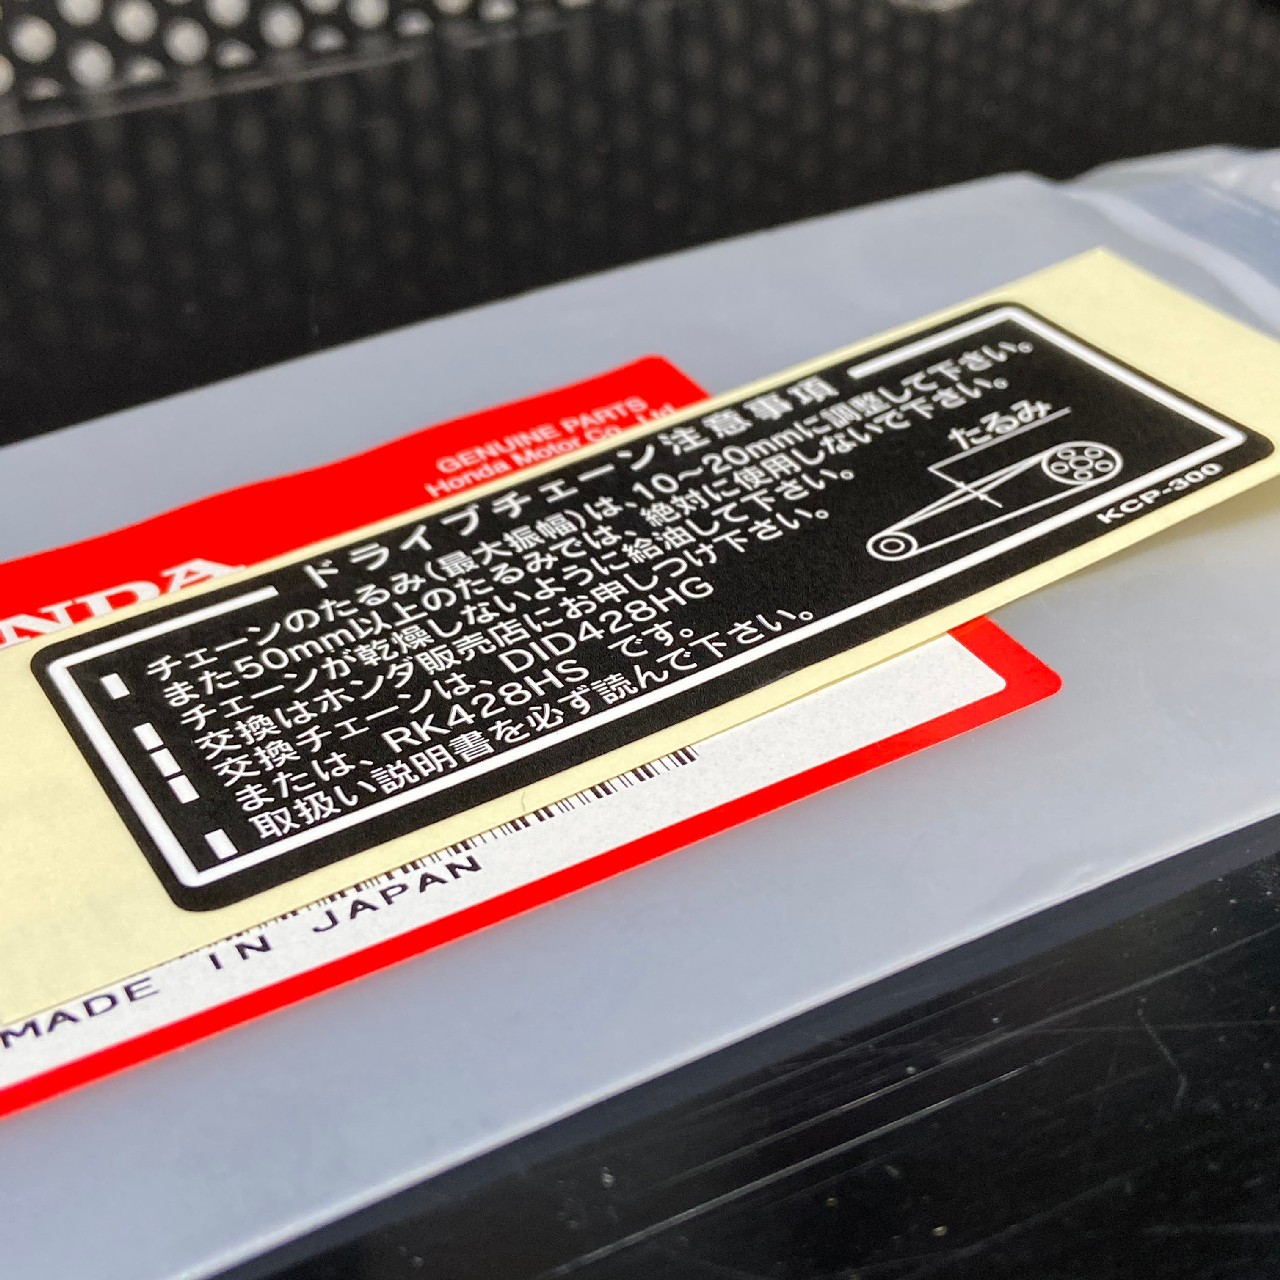 GENUINE PARTS
Honda Motor Co., Ltd.
ドライブチェーン注意事項
チェーンのたるみ(最大振幅)は、10〜20mmに調整して下さい。
また50mm以上のたるみでは、絶対に使用しないで下さい。
チェーンが乾燥しないように給油して下さい。
交換はホンダ販売店にお申しつけ下さい。
交換チェーンは、DID428HG
または、RK428HS です。
取扱い説明書を必ず読んで下さい。
たるみ
KCP-300
MADE IN JAPAN